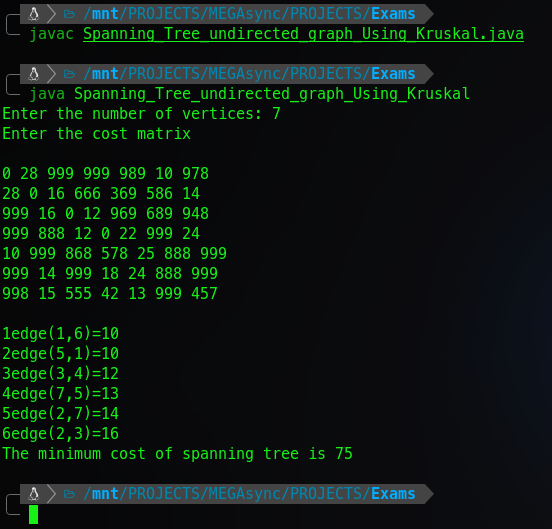 /mnt/PROJECTS/MEGAsync/PROJECTS/Exams
javac Spanning_Tree_undirected_graph_Using_Kruskal.java
/mnt/PROJECTS/MEGAsync/PROJECTS/Exams
java Spanning_Tree_undirected_graph_Using_Kruskal
Enter the number of vertices: 7
Enter the cost matrix
0 28 999 999 989 10 978
28 0 16 666 369 586 14
999 16 0 12 969 689 948
999 888 12 0 22 999 24
10 999 868 578 25 888 999
999 14 999 18 24 888 999
998 15 555 42 13 999 457
1edge(1,6)=10
2edge(5,1)=10
3edge(3,4)=12
4edge(7,5)=13
5edge(2,7)=14
6edge(2,3)=16
The minimum cost of spanning tree is 75
/mnt/PROJECTS/MEGAsync/PROJECTS/Exams